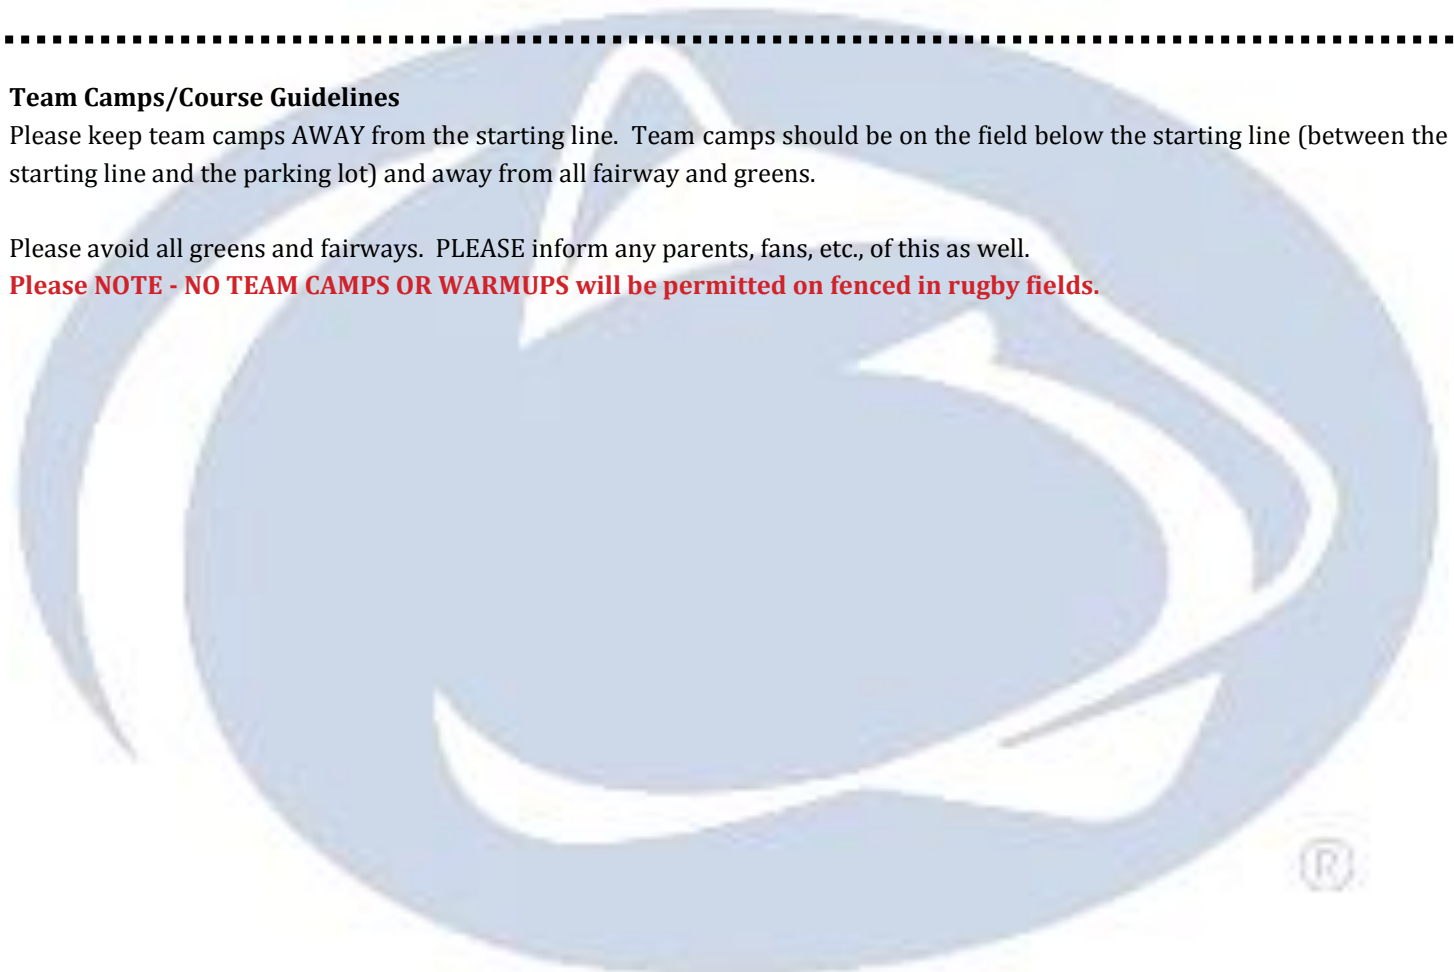 Team Camps/Course Guidelines
Please keep team camps AWAY from the starting line.  Team camps should be on the field below the starting line (between the
starting line and the parking lot) and away from all fairway and greens.
Please avoid all greens and fairways.  PLEASE inform any parents, fans, etc., of this as well.
Please NOTE - NO TEAM CAMPS OR WARMUPS will be permitted on fenced in rugby fields.
®